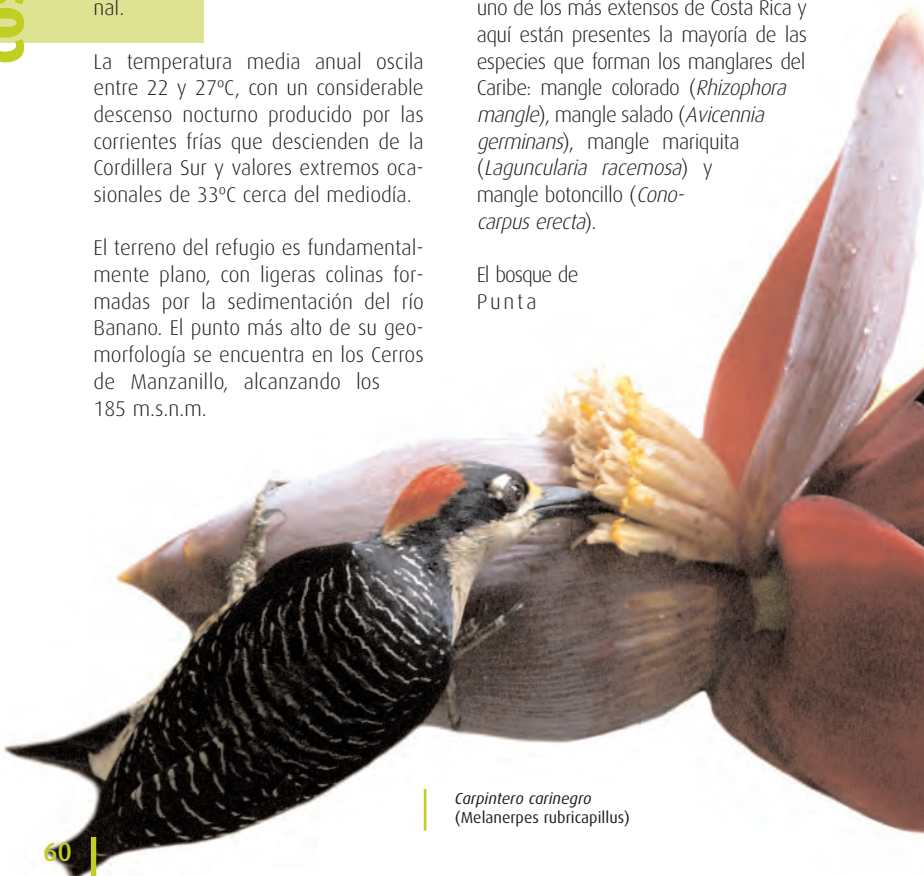 nal.
La temperatura media anual oscila
entre 22 y 27ºC, con un considerable
descenso nocturno producido por las
corrientes frías que descienden de la
Cordillera Sur y valores extremos oca-
sionales de 33ºC cerca del mediodía.
El terreno del refugio es fundamental-
mente plano, con ligeras colinas for-
madas por la sedimentación del río
Banano. El punto más alto de su geo-
morfología se encuentra en los Cerros
de Manzanillo, alcanzando los
185 m.s.n.m.
uno de los más extensos de Costa Rica y
aquí están presentes la mayoría de las
especies que forman los manglares del
Caribe: mangle colorado (Rhizophora
mangle), mangle salado (Avicennia
germinans), mangle mariquita
(Laguncularia racemosa) y
mangle botoncillo (Cono-
carpus erecta).
El bosque de
Punta
Carpintero carinegro
(Melanerpes rubricapillus)
60